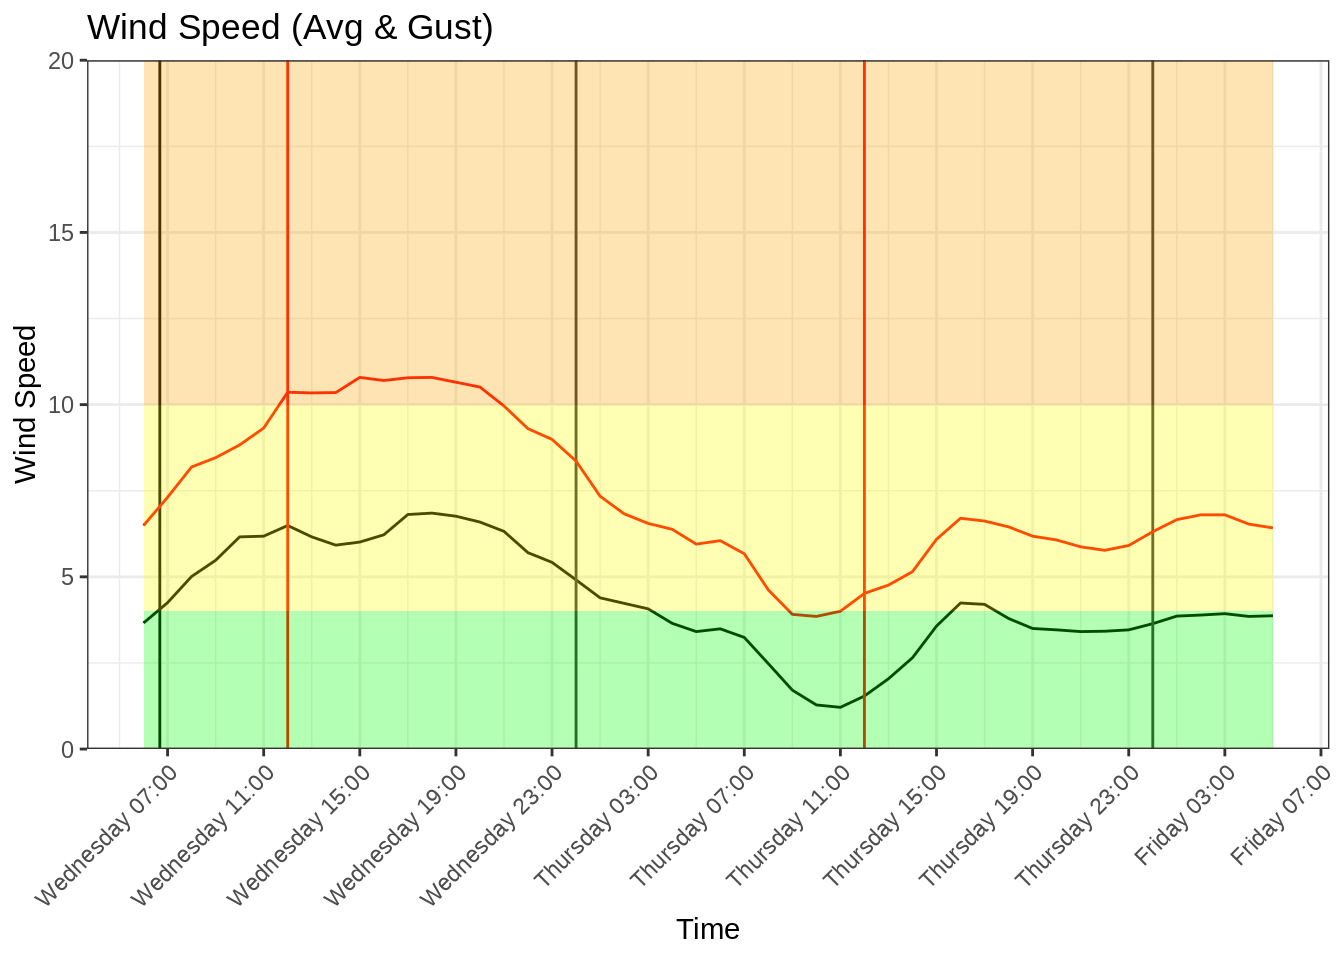 Wind Speed (Avg & Gust)
20
15
10
5
0
Wind Speed
Wednesday 07:00
Wednesday 11:00
Wednesday 15:00
Wednesday 19:00
Wednesday 23:00
Thursday 03:00
Thursday 07:00
Thursday 11:00
Thursday 15:00
Thursday 19:00
Thursday 23:00
Friday 03:00
Friday 07:00
Time